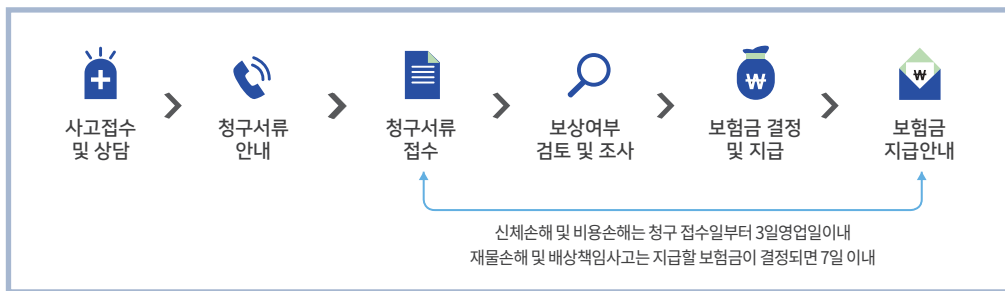 사고접수
및 상담
청구서류
안내
청구서류
접수
보상여부
검토 및 조사
보험금 결정
및 지급
보험금
지급안내
신체손해 및 비용손해는 청구 접수일부터 3일영업일이내
재물손해 및 배상책임사고는 지급할 보험금이 결정되면 7일 이내